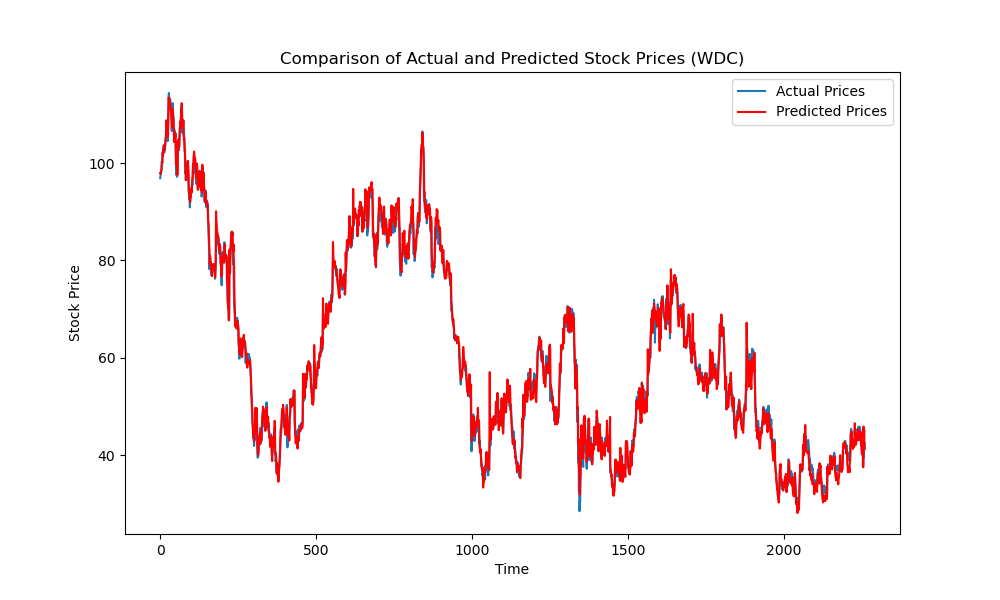 Comparison of Actual and Predicted Stock Prices (WDC)
Actual Prices
Predicted Prices
100
80
60
40
Stock Price
0 500 1000 1500 2000
Time